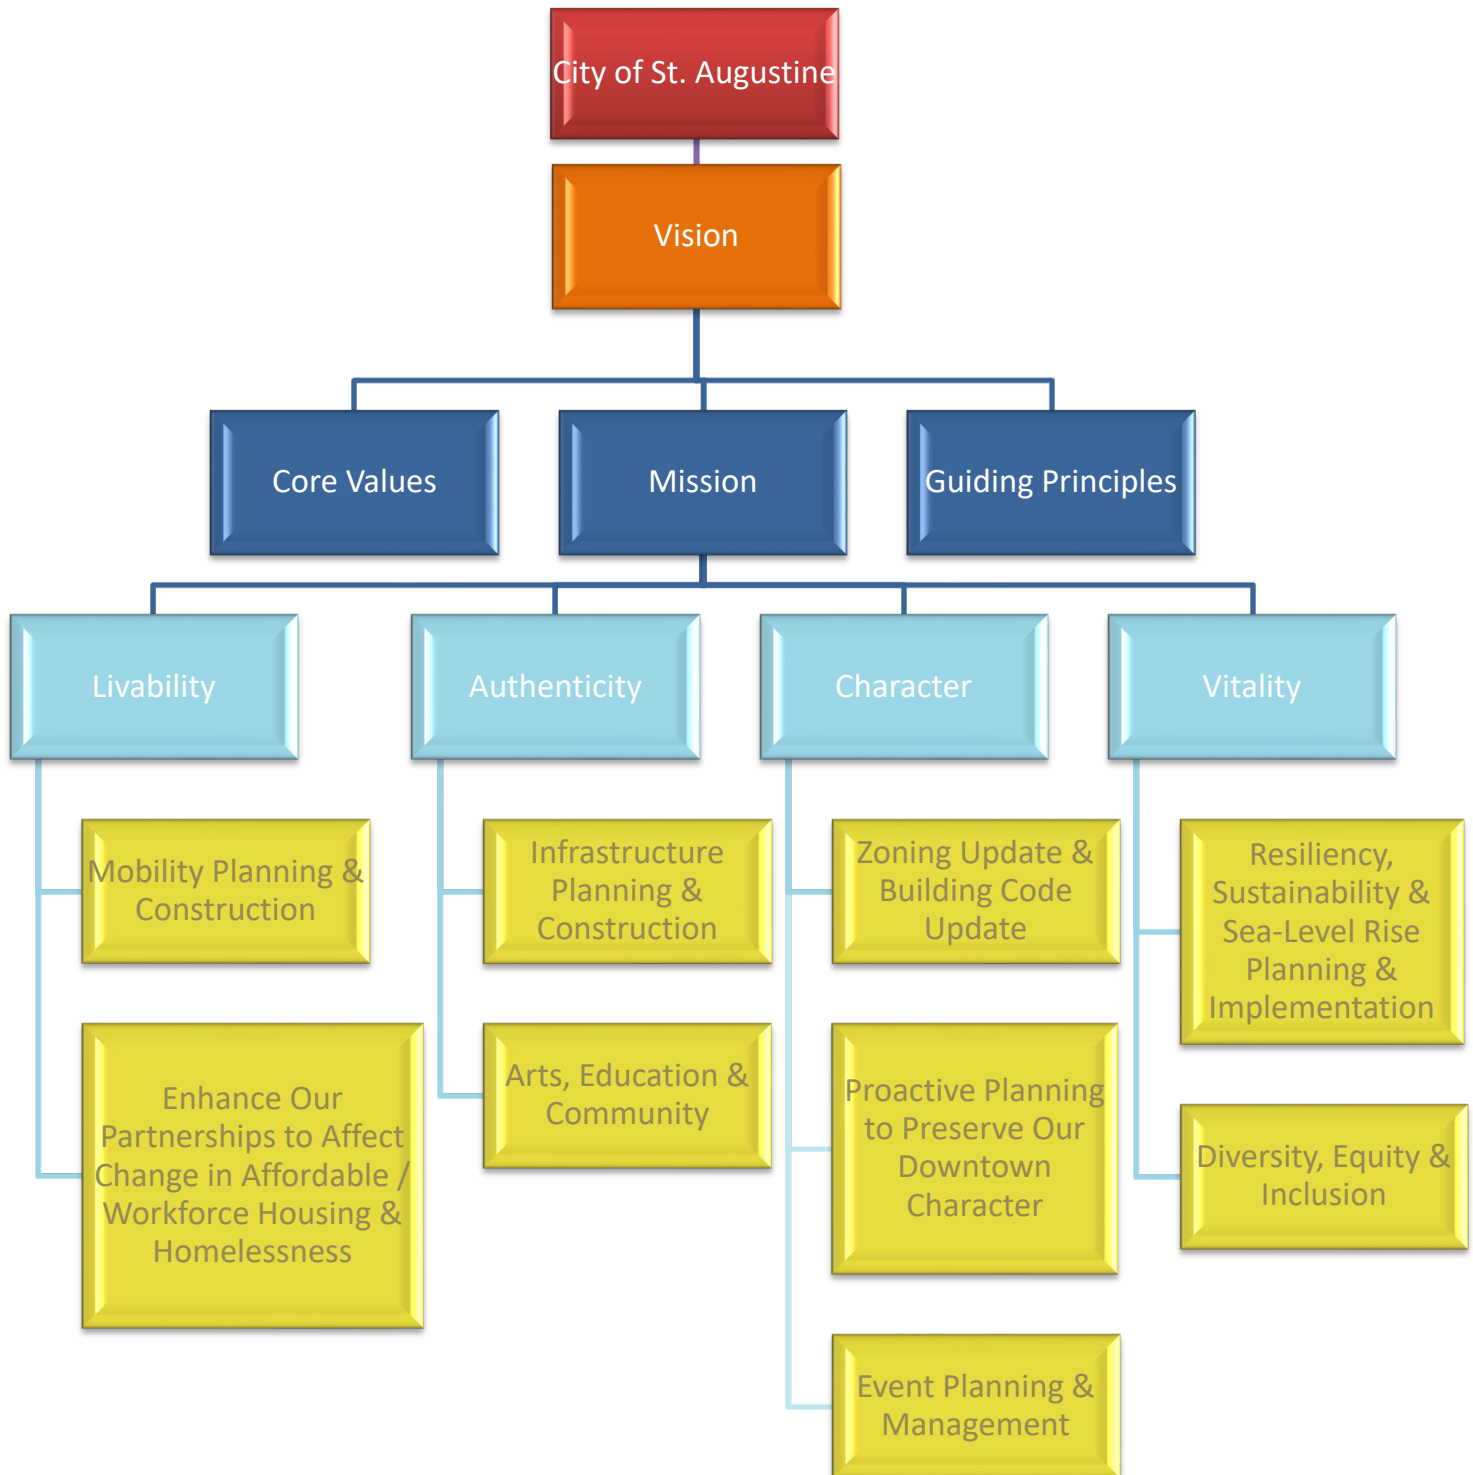 City of St. Augustine
Vision
Core Values
Mission
Guiding Principles
Livability
Authenticity
Character
Vitality
Mobility Planning &
Construction
Enhance Our
Partnerships to Affect
Change in Affordable /
Workforce Housing &
Homelessness
Infrastructure
Planning &
Construction
Arts, Education &
Community
Zoning Update &
Building Code
Update
Proactive Planning
to Preserve Our
Downtown
Character
Event Planning &
Management
Resiliency,
Sustainability &
Sea-Level Rise
Planning &
Implementation
Diversity, Equity &
Inclusion